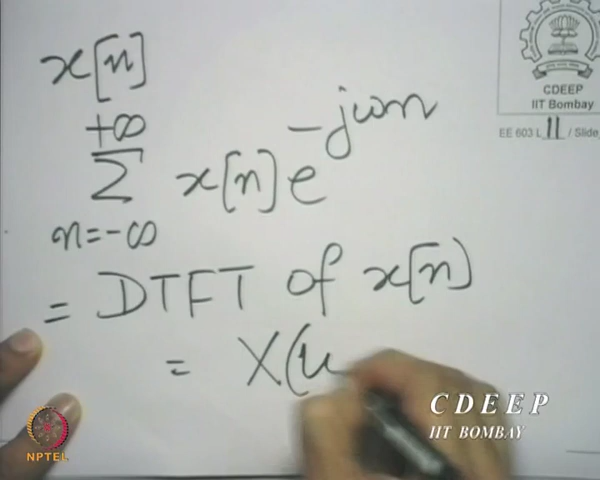 x[n]
+∞
Σ x[n] e^{-jωn}
n=-∞
= DTFT of x[n]
= X(
CDEEP
IIT Bombay
EE 603 L 11 / Slide
CDEEP
IIT BOMBAY
NPTEL